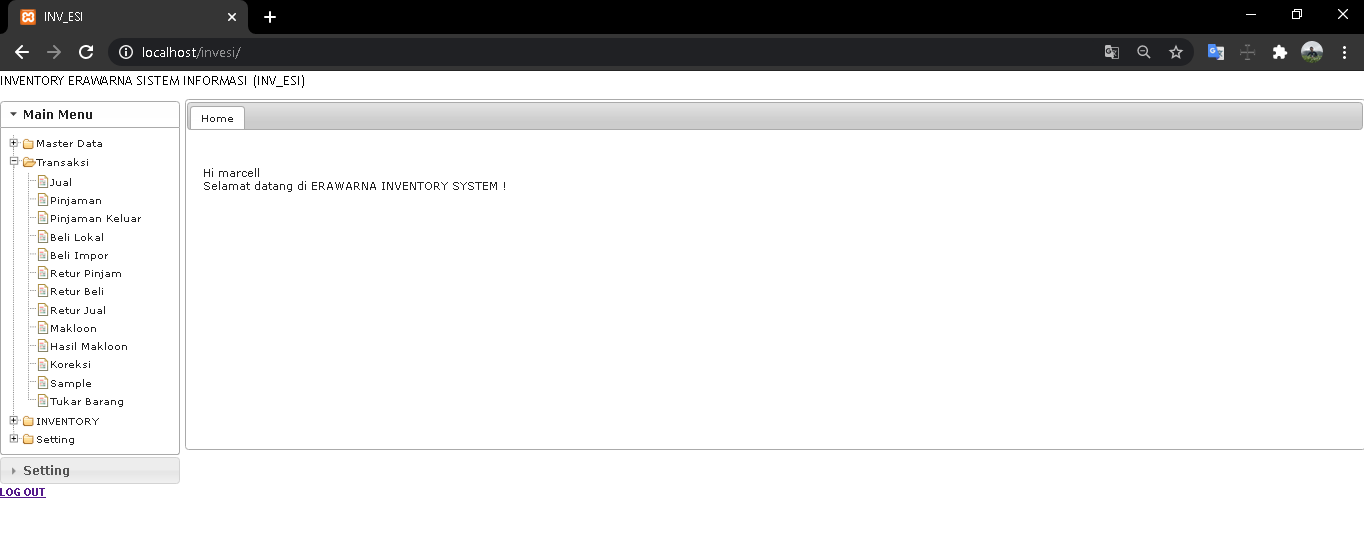 INV_ESI
localhost/invesi/
INVENTORY ERAWARNA SISTEM INFORMASI (INV_ESI)
Main Menu
Master Data
Transaksi
Jual
Pinjaman
Pinjaman Keluar
Beli Lokal
Beli Impor
Retur Pinjam
Retur Beli
Retur Jual
Makloon
Hasil Makloon
Koreksi
Sample
Tukar Barang
INVENTORY
Setting
Setting
LOG OUT
Home
Hi marcell
Selamat datang di ERAWARNA INVENTORY SYSTEM !